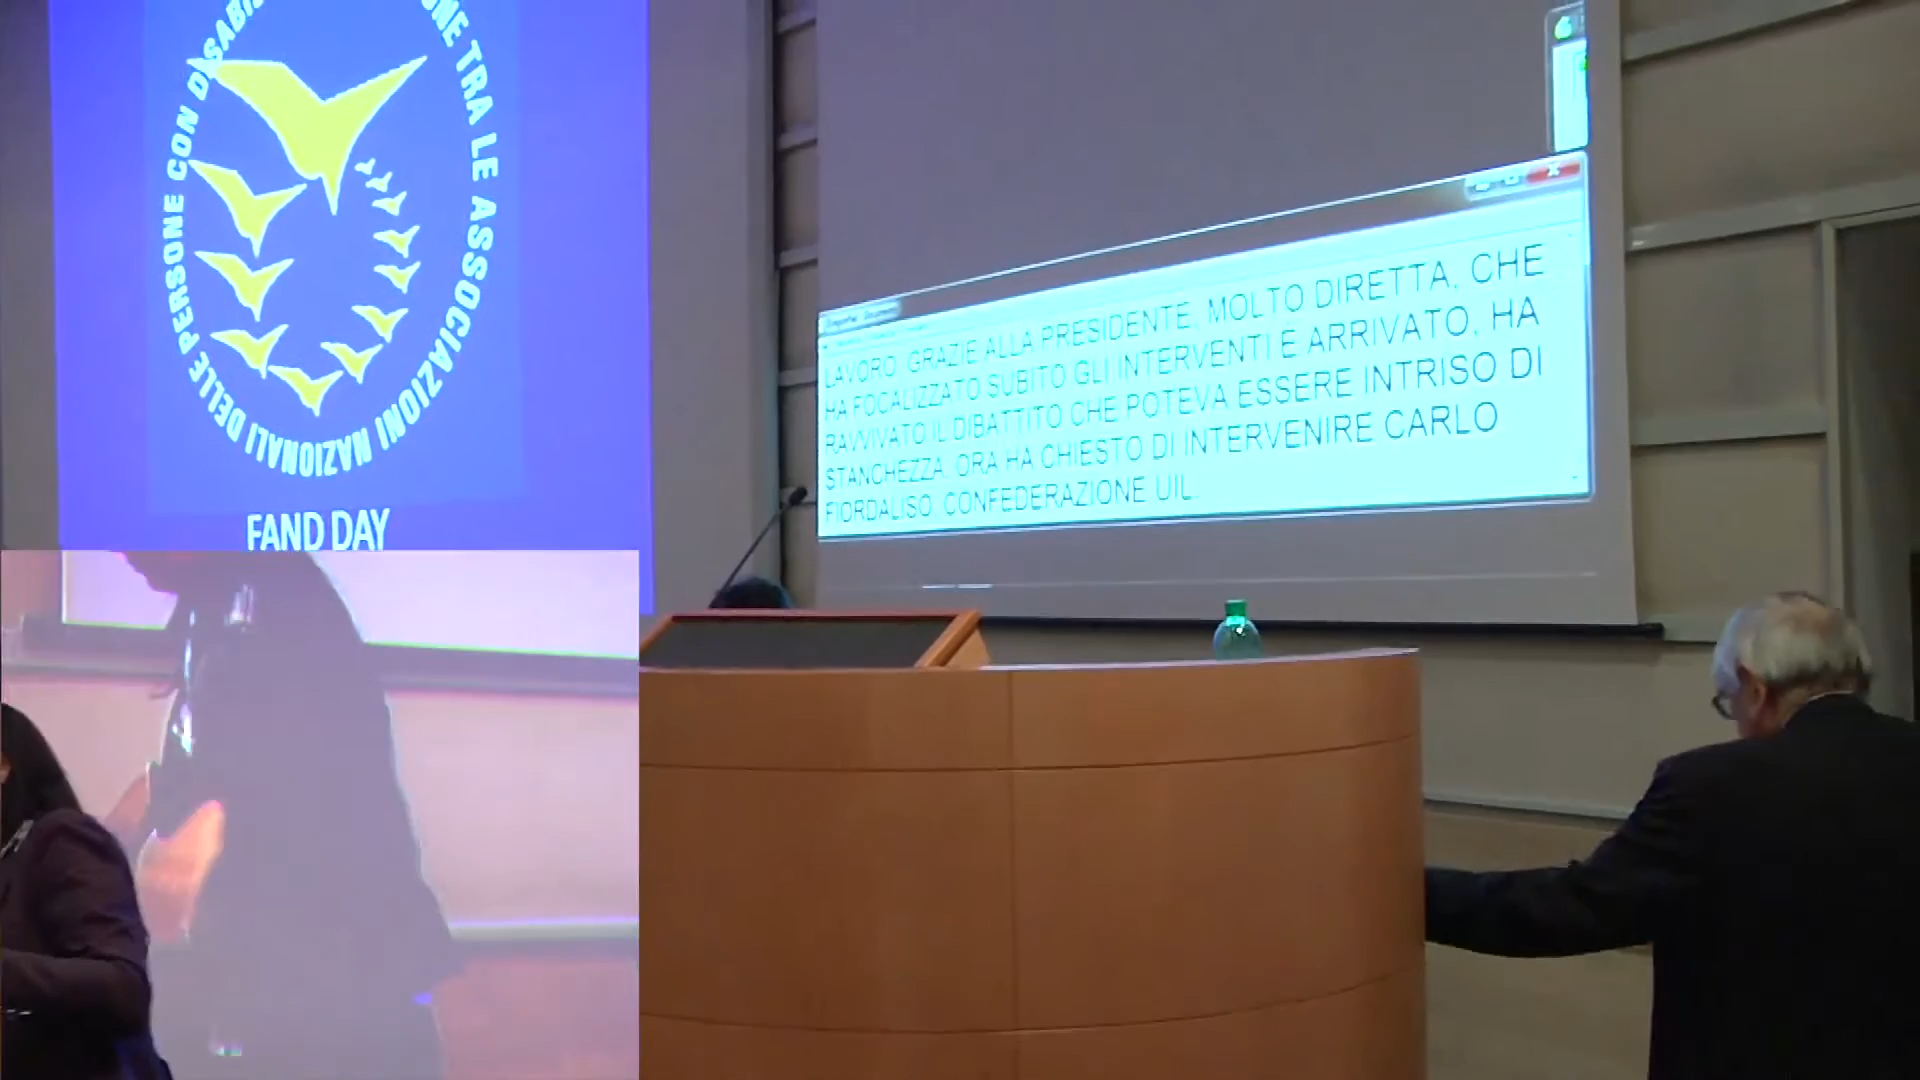 DELLE PERSONE CON DISABI
ONE TRA LE ASSOCIAZIONI NAZIONALI
FAND DAY
LAVORO. GRAZIE ALLA PRESIDENTE, MOLTO DIRETTA, CHE
HA FOCALIZZATO SUBITO GLI INTERVENTI E ARRIVATO, HA
RAVVIVATO IL DIBATTITO CHE POTEVA ESSERE INTRISO DI
STANCHEZZA. ORA HA CHIESTO DI INTERVENIRE CARLO
FIORDALISO. CONFEDERAZIONE UIL.